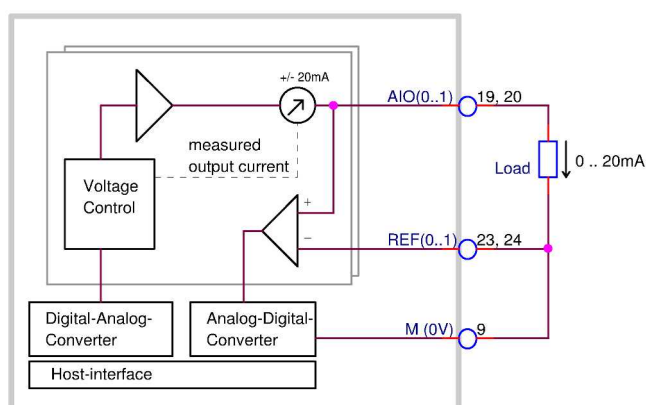 +/- 20mA
AIO(0..1)
19, 20
measured
output current
Load
0 .. 20mA
Voltage
Control
+
−
REF(0..1)
23, 24
Digital-Analog-
Converter
Analog-Digital-
Converter
M (0V)
9
Host-interface